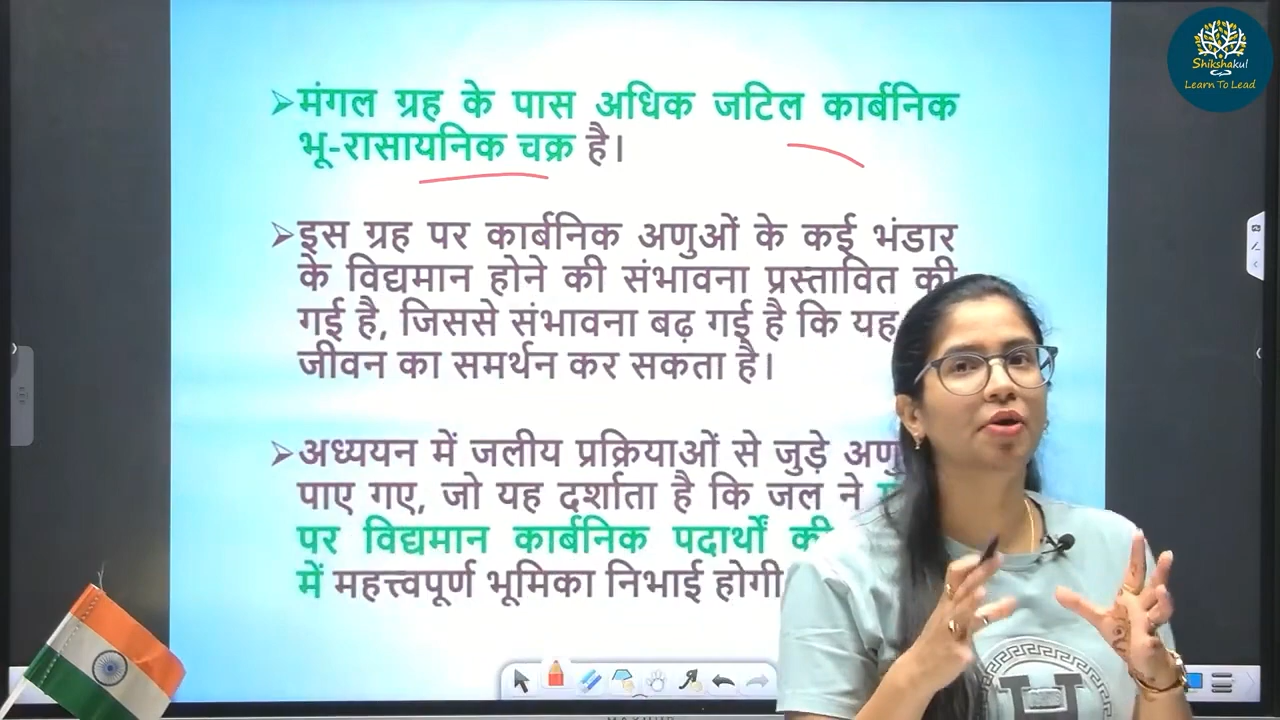 Shikshakul
Learn To Lead
मंगल ग्रह के पास अधिक जटिल कार्बनिक
भू-रासायनिक चक्र है।
इस ग्रह पर कार्बनिक अणुओं के कई भंडार
के विद्यमान होने की संभावना प्रस्तावित की
गई है, जिससे संभावना बढ़ गई है कि यह
जीवन का समर्थन कर सकता है।
अध्ययन में जलीय प्रक्रियाओं से जुड़े
पाए गए, जो यह दर्शाता है कि जल ने
पर विद्यमान कार्बनिक पदार्थों की
में महत्त्वपूर्ण भूमिका निभाई होगी